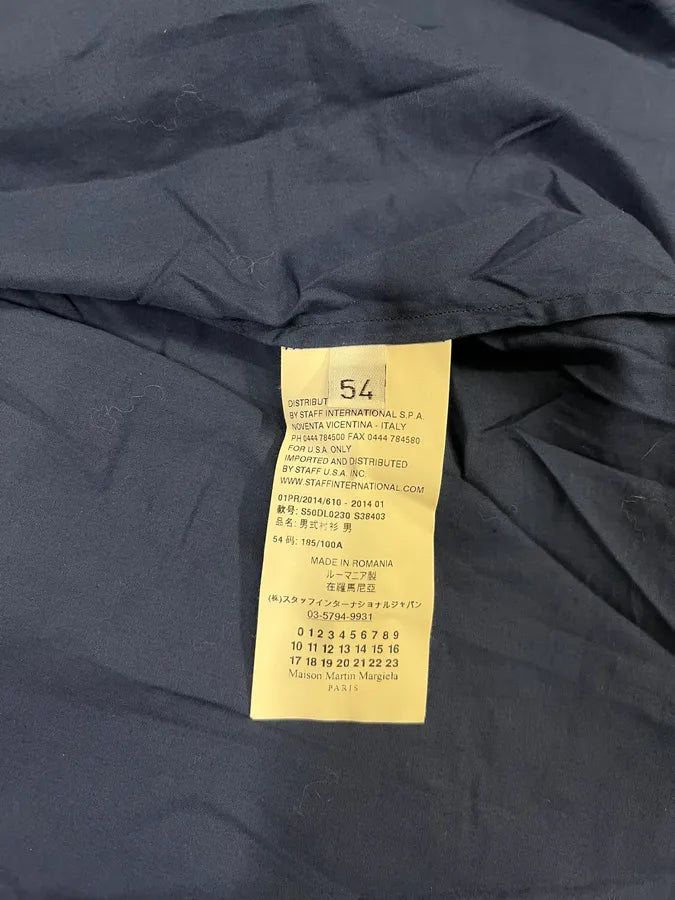 54
DISTRIBUT
BY STAFF INTERNATIONAL S.P.A.
NOVENTA VICENTINA - ITALY
PH 0444 784500 FAX 0444 784580
FOR U.S.A. ONLY
IMPORTED AND DISTRIBUTED
BY STAFF U.S.A. INC.
WWW.STAFFINTERNATIONAL.COM
01PR/2014/610 - 2014 01
款号: S50DL0230 S38403
品名: 男式衬衫 男
54 码: 185/100A
MADE IN ROMANIA
ルーマニア製
在羅馬尼亞
(株)スタッフインターナショナルジャパン
03-5794-9931
0 1 2 3 4 5 6 7 8 9
10 11 12 13 14 15 16
17 18 19 20 21 22 23
Maison Martin Margiela
PARIS